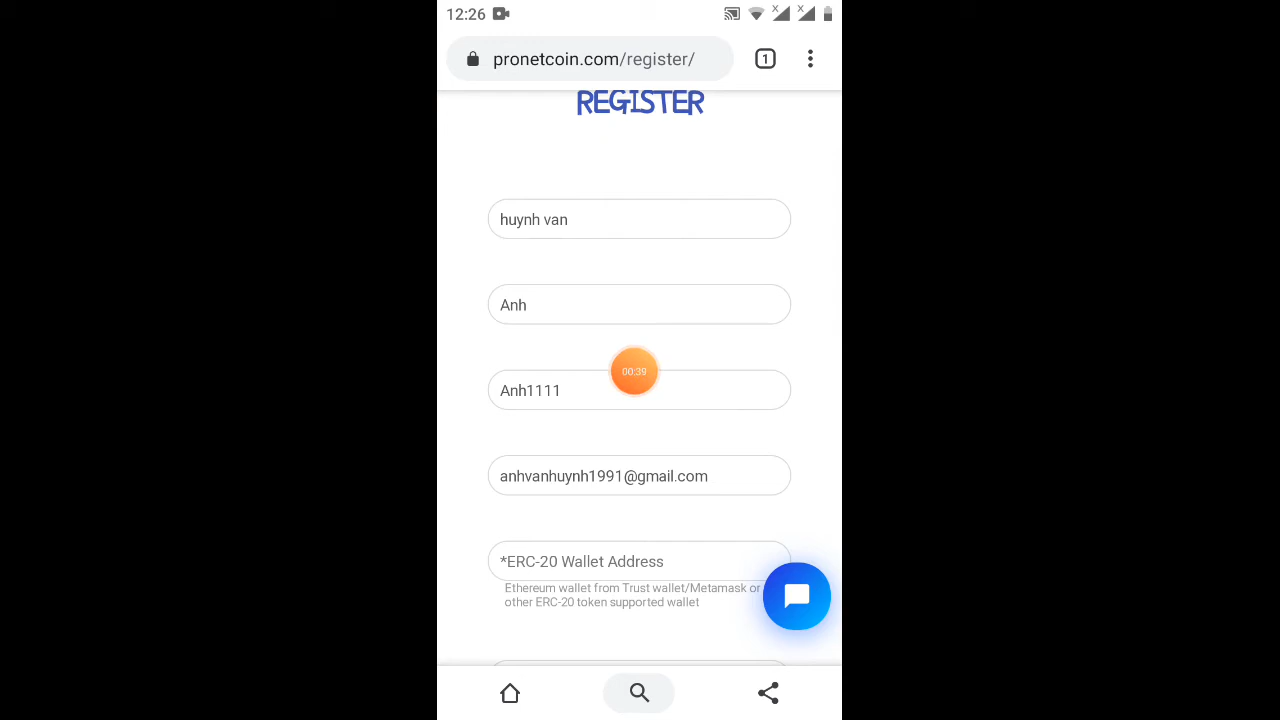 12:26
pronetcoin.com/register/
1
REGISTER
huynh van
Anh
00:39
Anh1111
anhvanhuynh1991@gmail.com
*ERC-20 Wallet Address
Ethereum wallet from Trust wallet/Metamask or
other ERC-20 token supported wallet